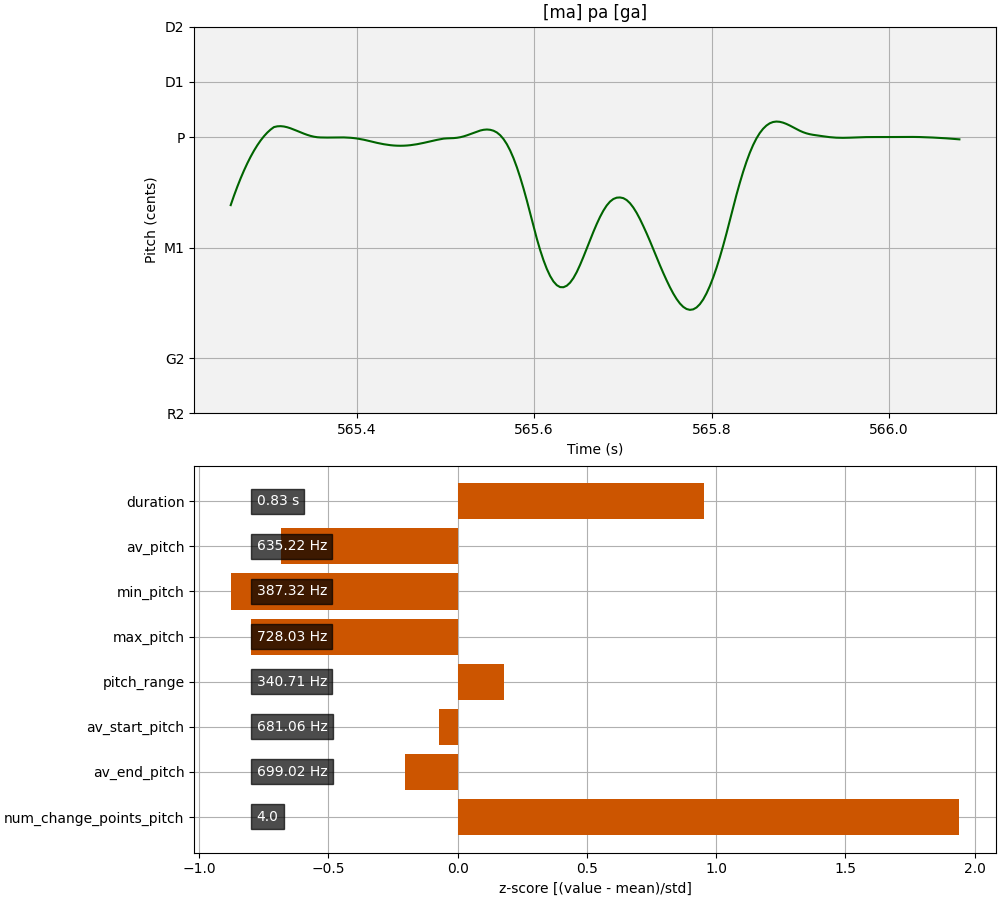 [ma] pa [ga]
D2
D1
P
M1
G2
R2
Pitch (cents)
565.4 565.6 565.8 566.0
Time (s)
duration 0.83 s
av_pitch 635.22 Hz
min_pitch 387.32 Hz
max_pitch 728.03 Hz
pitch_range 340.71 Hz
av_start_pitch 681.06 Hz
av_end_pitch 699.02 Hz
num_change_points_pitch 4.0
−1.0 −0.5 0.0 0.5 1.0 1.5 2.0
z-score [(value - mean)/std]